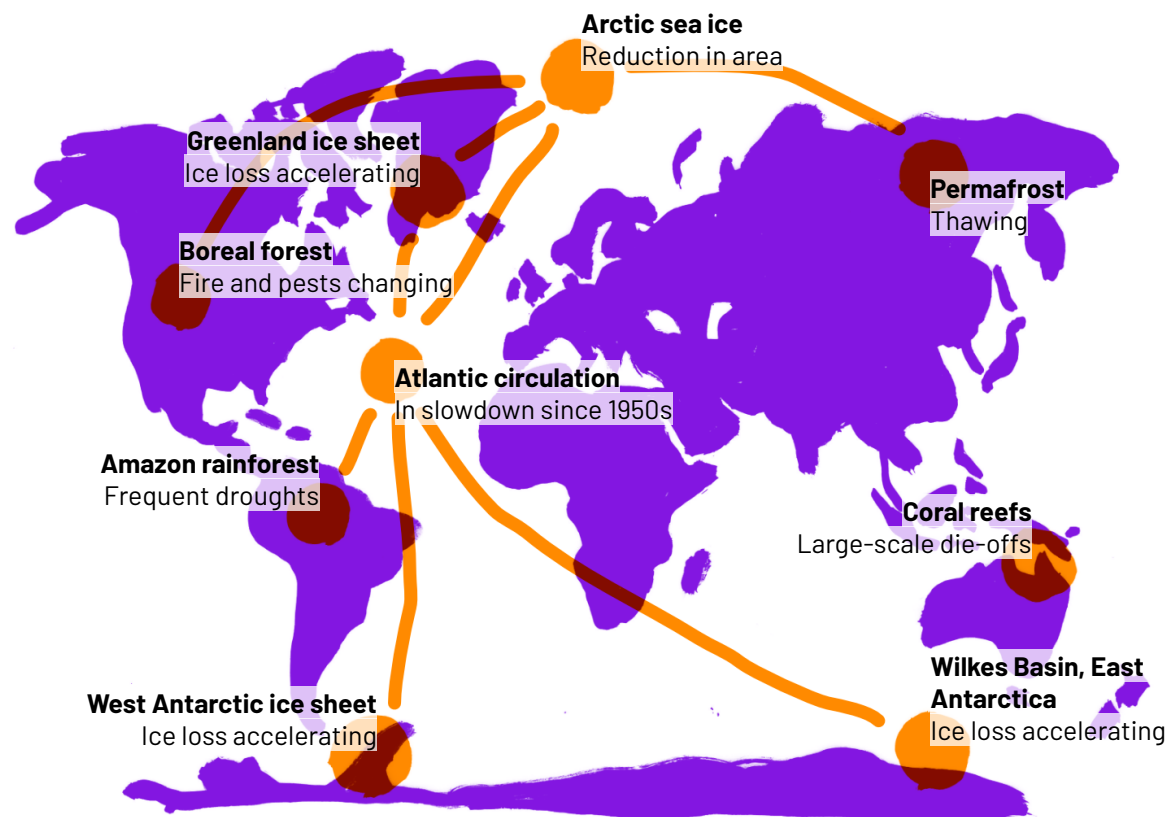 Arctic sea ice
Reduction in area
Greenland ice sheet
Ice loss accelerating
Permafrost
Thawing
Boreal forest
Fire and pests changing
Atlantic circulation
In slowdown since 1950s
Amazon rainforest
Frequent droughts
Coral reefs
Large-scale die-offs
West Antarctic ice sheet
Ice loss accelerating
Wilkes Basin, East
Antarctica
Ice loss accelerating